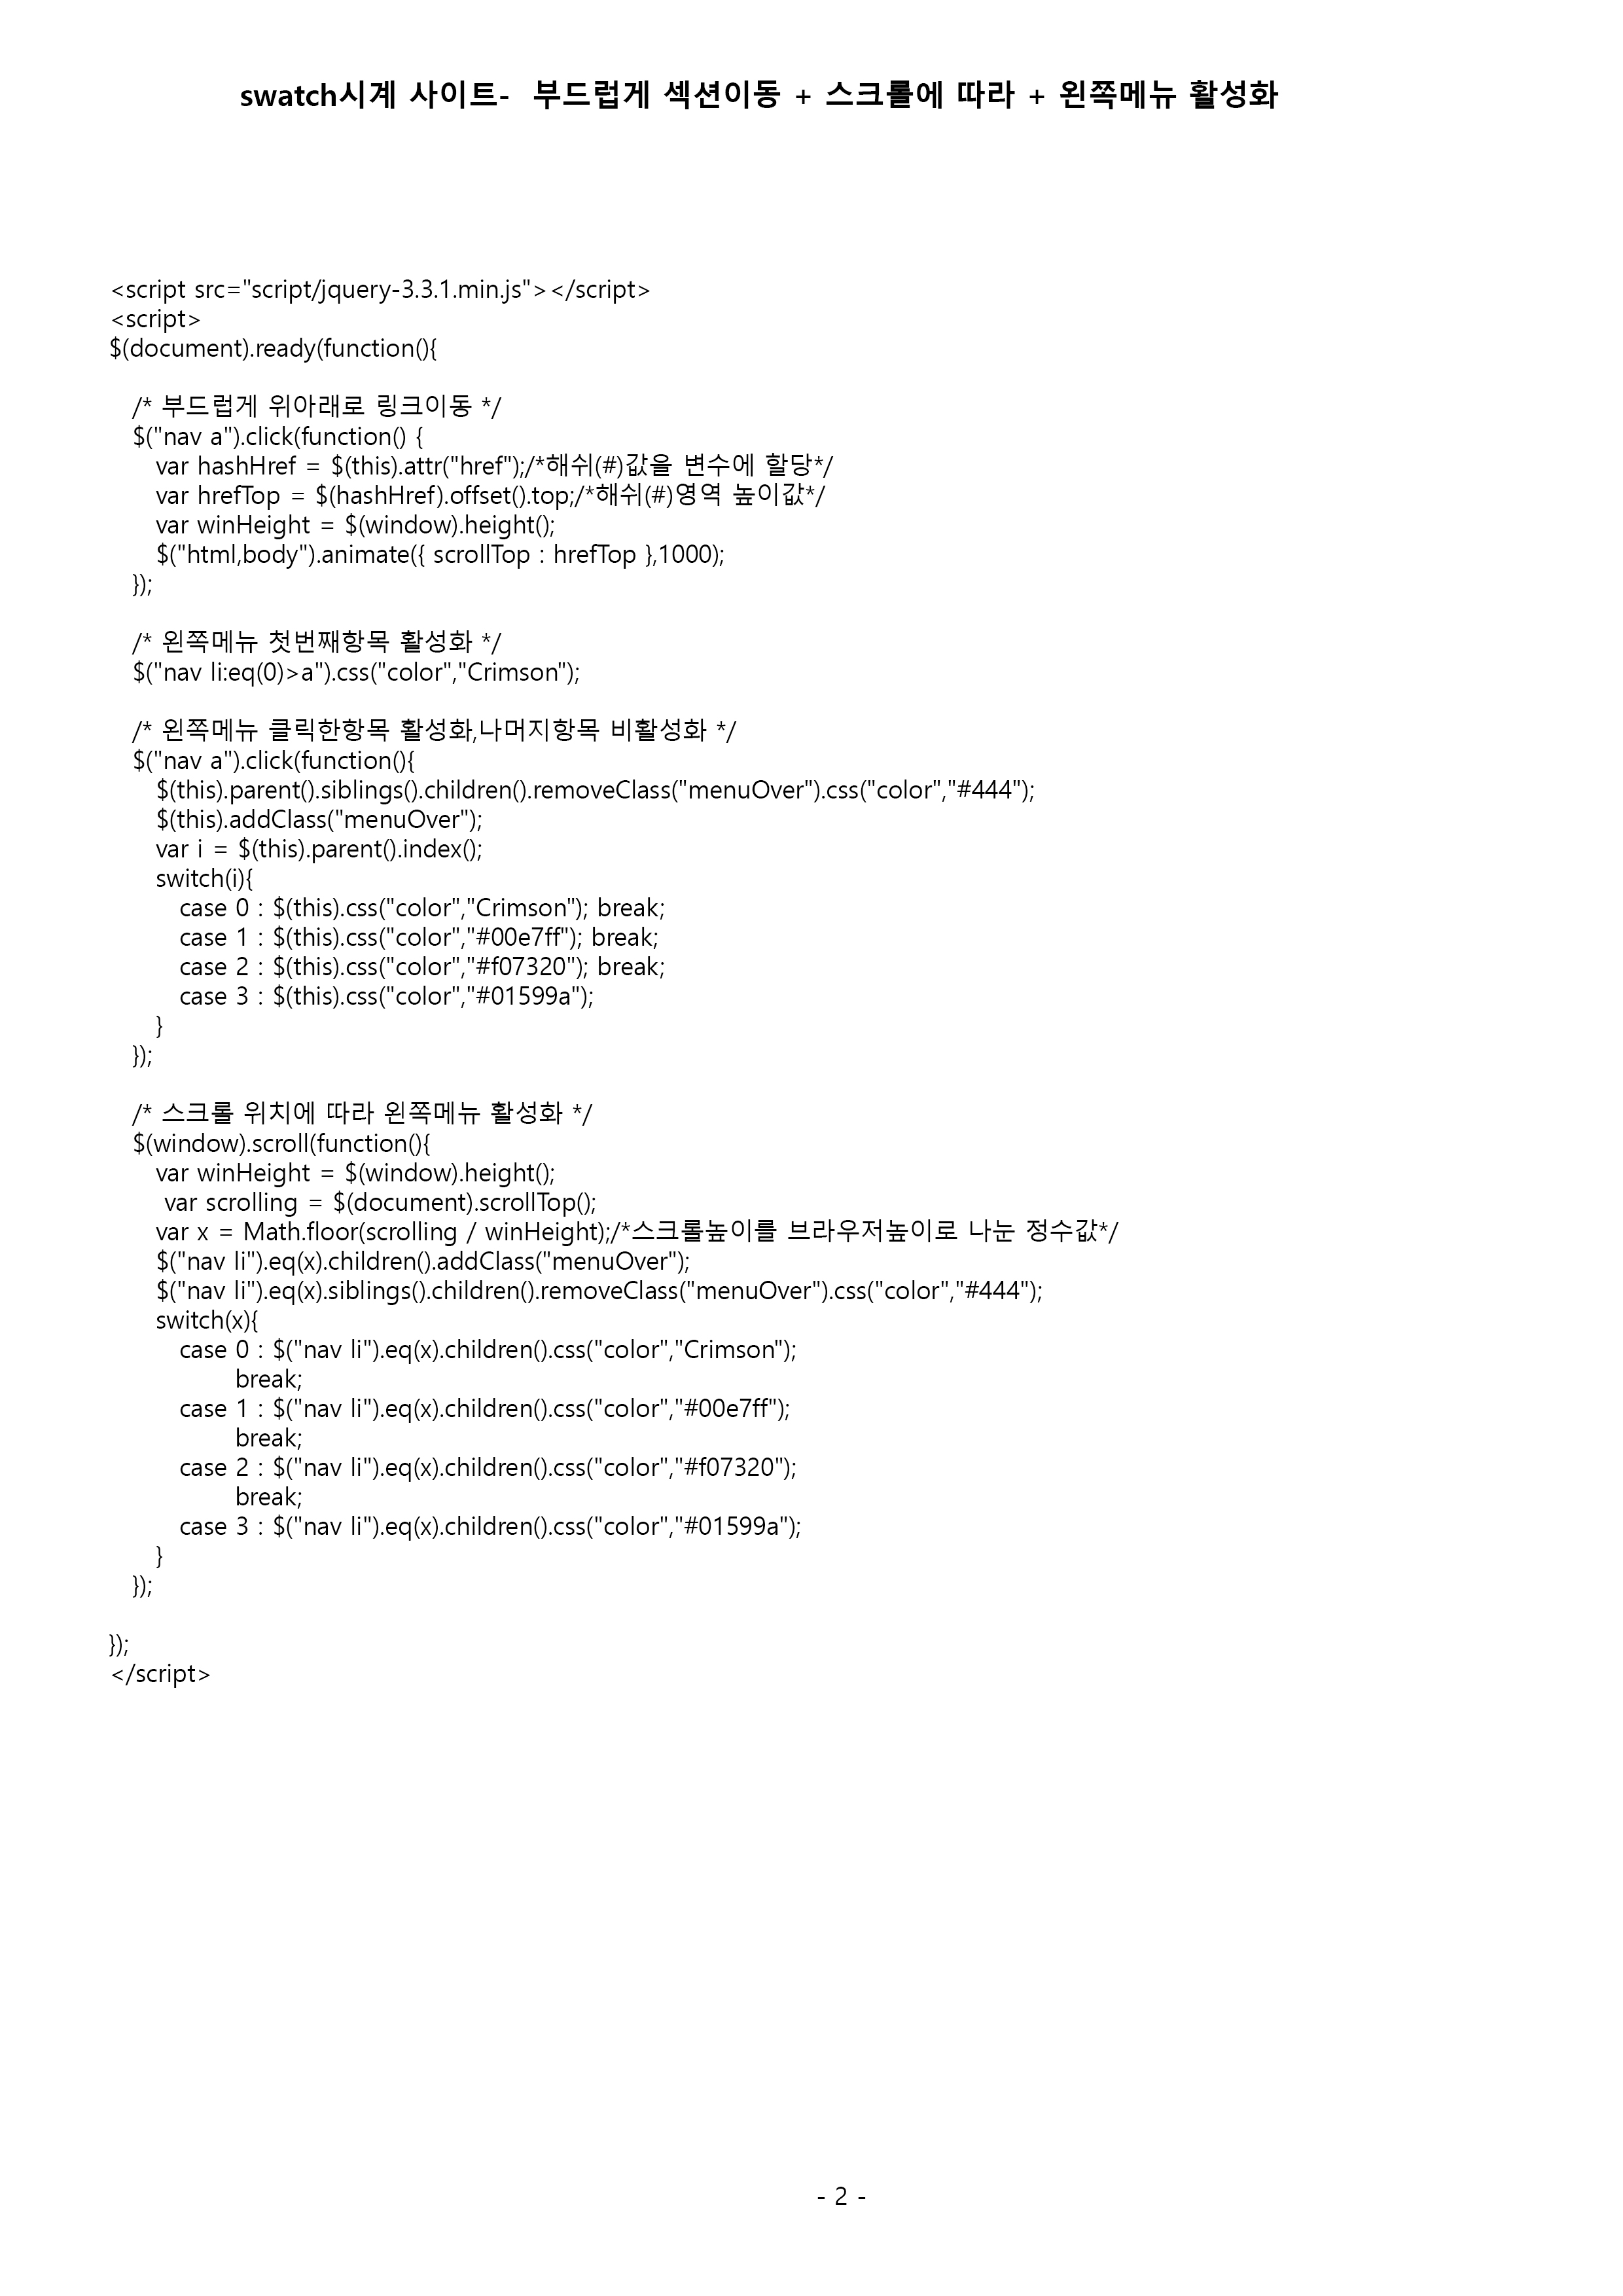 swatch시계 사이트-  부드럽게 섹션이동 + 스크롤에 따라 + 왼쪽메뉴 활성화
<script src="script/jquery-3.3.1.min.js"></script>
<script>
$(document).ready(function(){
/* 부드럽게 위아래로 링크이동 */
$("nav a").click(function() {
var hashHref = $(this).attr("href");/*해쉬(#)값을 변수에 할당*/
var hrefTop = $(hashHref).offset().top;/*해쉬(#)영역 높이값*/
var winHeight = $(window).height();
$("html,body").animate({ scrollTop : hrefTop },1000);
});
/* 왼쪽메뉴 첫번째항목 활성화 */
$("nav li:eq(0)>a").css("color","Crimson");
/* 왼쪽메뉴 클릭한항목 활성화,나머지항목 비활성화 */
$("nav a").click(function(){
$(this).parent().siblings().children().removeClass("menuOver").css("color","#444");
$(this).addClass("menuOver");
var i = $(this).parent().index();
switch(i){
case 0 : $(this).css("color","Crimson"); break;
case 1 : $(this).css("color","#00e7ff"); break;
case 2 : $(this).css("color","#f07320"); break;
case 3 : $(this).css("color","#01599a");
}
});
/* 스크롤 위치에 따라 왼쪽메뉴 활성화 */
$(window).scroll(function(){
var winHeight = $(window).height();
var scrolling = $(document).scrollTop();
var x = Math.floor(scrolling / winHeight);/*스크롤높이를 브라우저높이로 나눈 정수값*/
$("nav li").eq(x).children().addClass("menuOver");
$("nav li").eq(x).siblings().children().removeClass("menuOver").css("color","#444");
switch(x){
case 0 : $("nav li").eq(x).children().css("color","Crimson");
break;
case 1 : $("nav li").eq(x).children().css("color","#00e7ff");
break;
case 2 : $("nav li").eq(x).children().css("color","#f07320");
break;
case 3 : $("nav li").eq(x).children().css("color","#01599a");
}
});
});
</script>
- 2 -